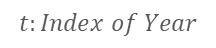 t: Index of Year